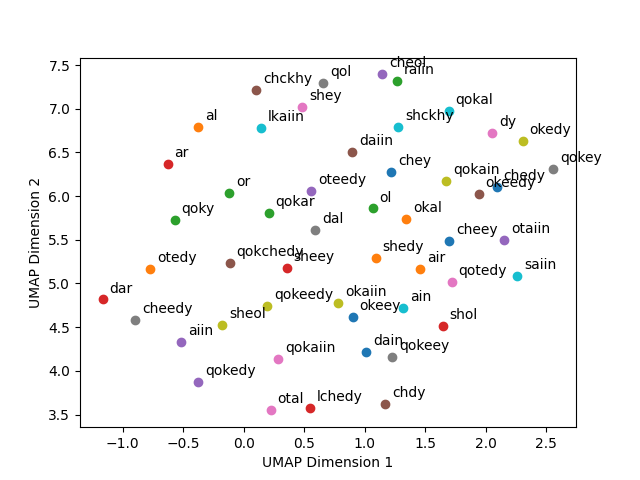 7.5
7.0
6.5
6.0
5.5
5.0
4.5
4.0
3.5
UMAP Dimension 2
cheol
raiin
chckhy
qol
shey
qokal
al
lkaiin
shckhy
dy
okedy
ar
daiin
chey
qokain
qokey
chedy
okeedy
or
oteedy
qoky
qokar
ol
okal
dal
cheey
otaiin
otedy
qokchedy
sheey
shedy
air
saiin
qotedy
dar
cheedy
sheol
qokeedy
okaiin
okeey
ain
shol
aiin
qokaiin
dain
qokeey
qokedy
otal
lchedy
chdy
−1.0
−0.5
0.0
0.5
1.0
1.5
2.0
2.5
UMAP Dimension 1